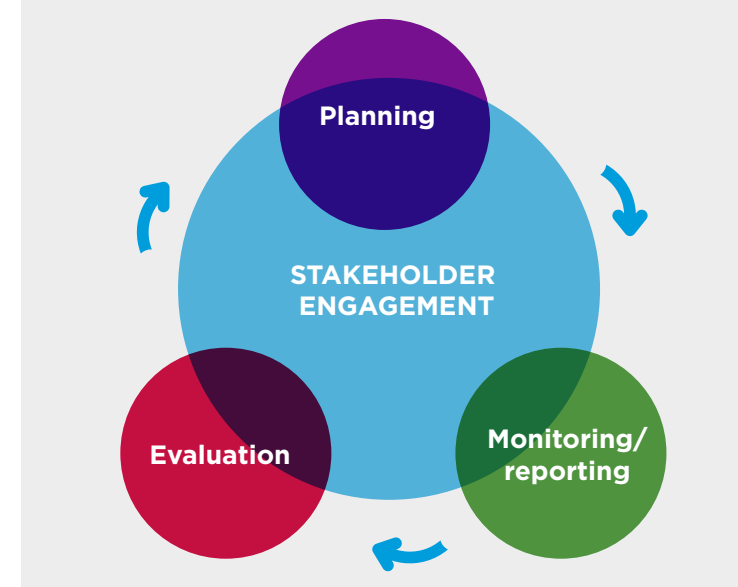 Planning
STAKEHOLDER
ENGAGEMENT
Evaluation
Monitoring/
reporting